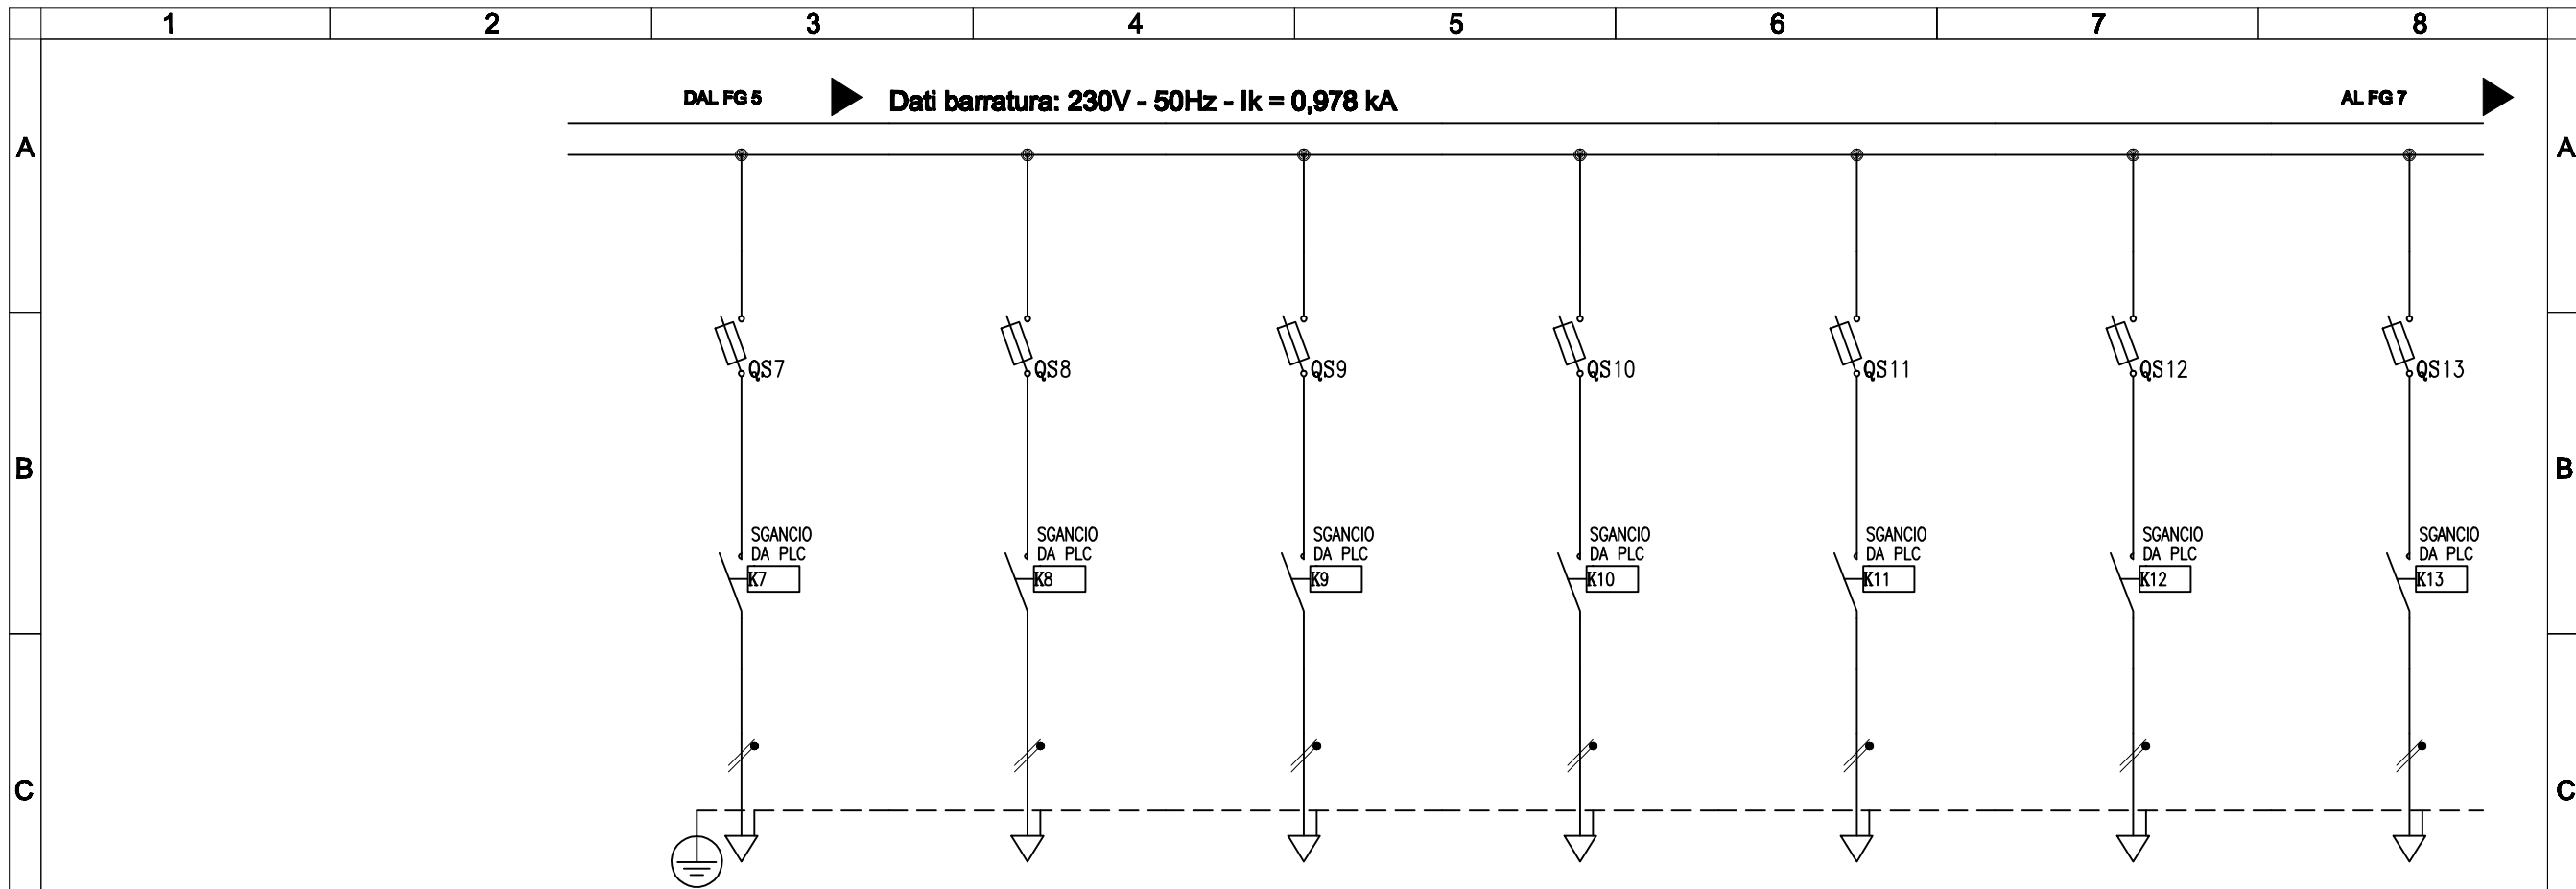 1 2 3 4 5 6 7 8
DAL FG 5 Dati barratura: 230V - 50Hz - Ik = 0,978 kA AL FG 7
A A
QS7 QS8 QS9 QS10 QS11 QS12 QS13
B B
SGANCIO SGANCIO SGANCIO SGANCIO SGANCIO SGANCIO SGANCIO
DA PLC DA PLC DA PLC DA PLC DA PLC DA PLC DA PLC
K7 K8 K9 K10 K11 K12 K13
C C